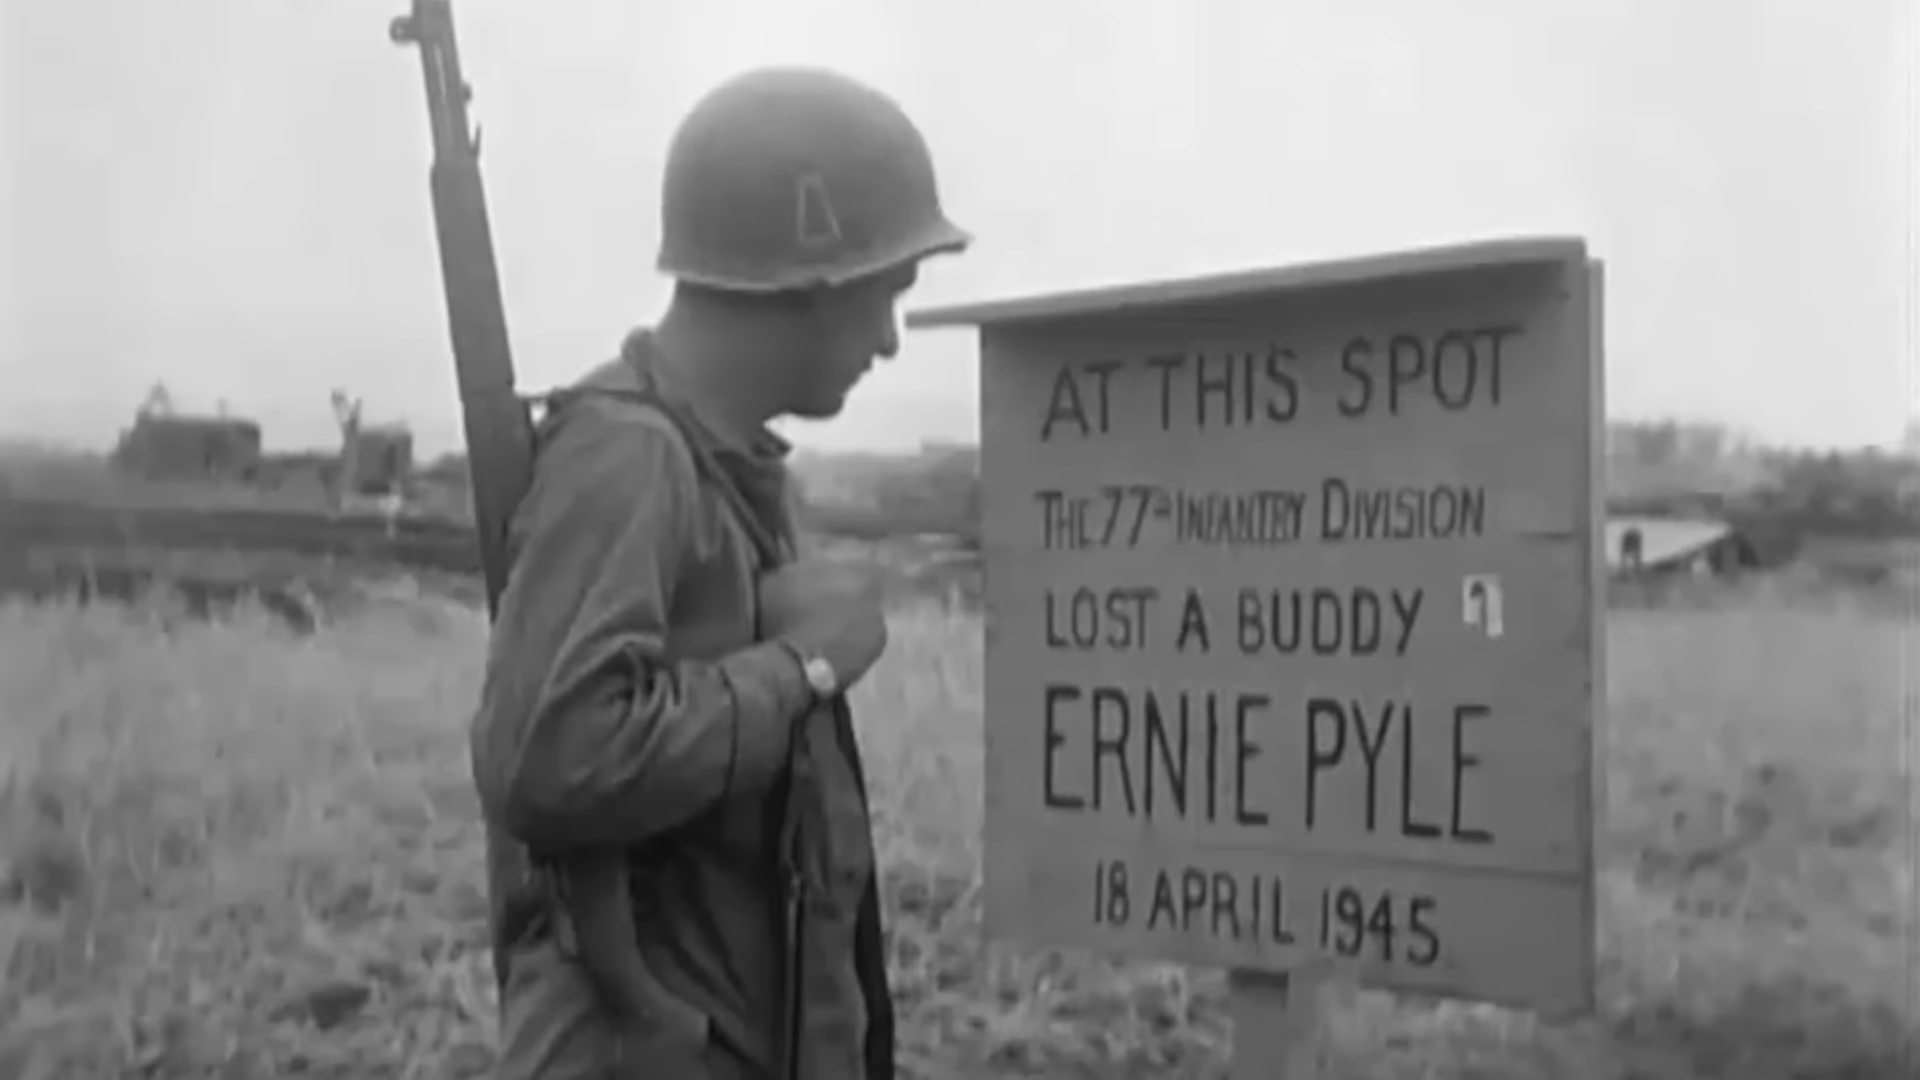 AT THIS SPOT
THE 77TH INFANTRY DIVISION
LOST A BUDDY
ERNIE PYLE
18 APRIL 1945